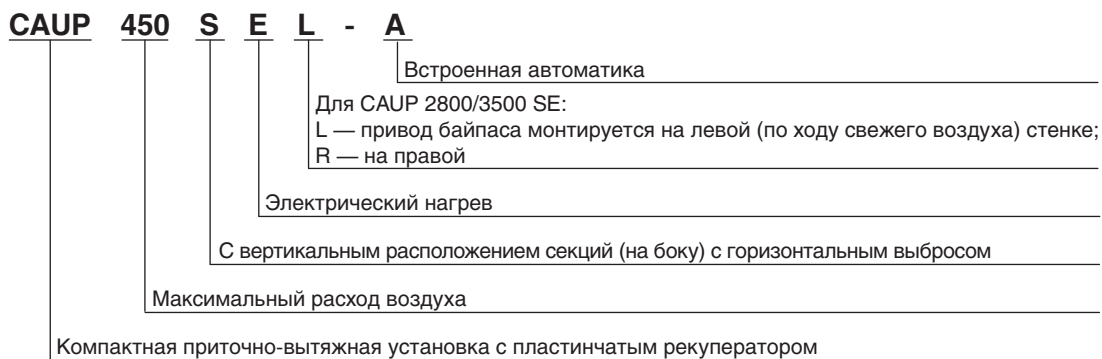 CAUP 450 S E L - A
Встроенная автоматика
Для CAUP 2800/3500 SE:
L — привод байпаса монтируется на левой (по ходу свежего воздуха) стенке;
R — на правой
Электрический нагрев
С вертикальным расположением секций (на боку) с горизонтальным выбросом
Максимальный расход воздуха
Компактная приточно-вытяжная установка с пластинчатым рекуператором